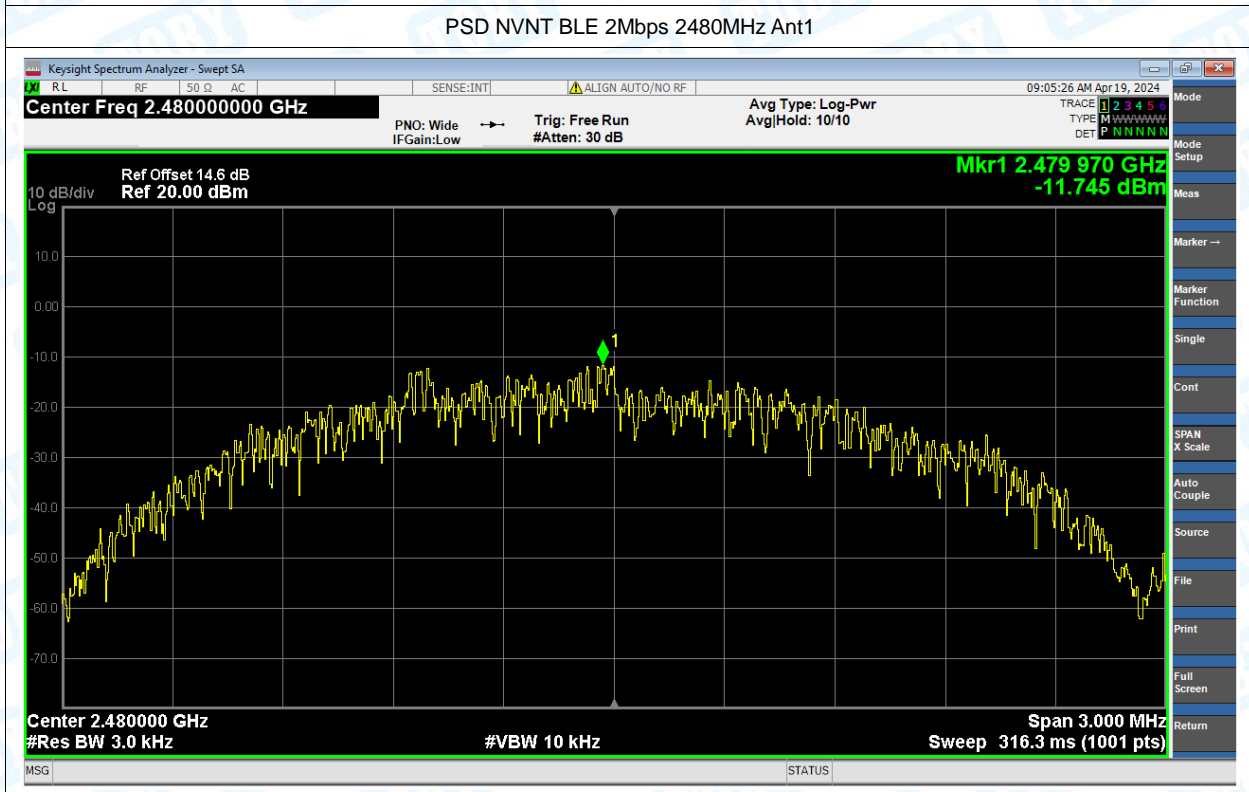 PSD NVNT BLE 2Mbps 2480MHz Ant1
Keysight Spectrum Analyzer - Swept SA
LXI RL RF 50 Ω AC SENSE:INT ALIGN AUTO/NO RF 09:05:26 AM Apr 19, 2024
Center Freq 2.480000000 GHz
PNO: Wide
IFGain:Low
Trig: Free Run
#Atten: 30 dB
Avg Type: Log-Pwr
Avg|Hold: 10/10
TRACE 1 2 3 4 5 6
TYPE M WWWWW
DET P N N N N N
Mkr1 2.479 970 GHz
-11.745 dBm
Ref Offset 14.6 dB
10 dB/div Ref 20.00 dBm
Log
10.0
0.00
-10.0
-20.0
-30.0
-40.0
-50.0
-60.0
-70.0
1
Center 2.480000 GHz Span 3.000 MHz
#Res BW 3.0 kHz #VBW 10 kHz Sweep 316.3 ms (1001 pts)
MSG STATUS
Mode
Mode
Setup
Meas
Marker →
Marker
Function
Single
Cont
SPAN
X Scale
Auto
Couple
Source
File
Print
Full
Screen
Return